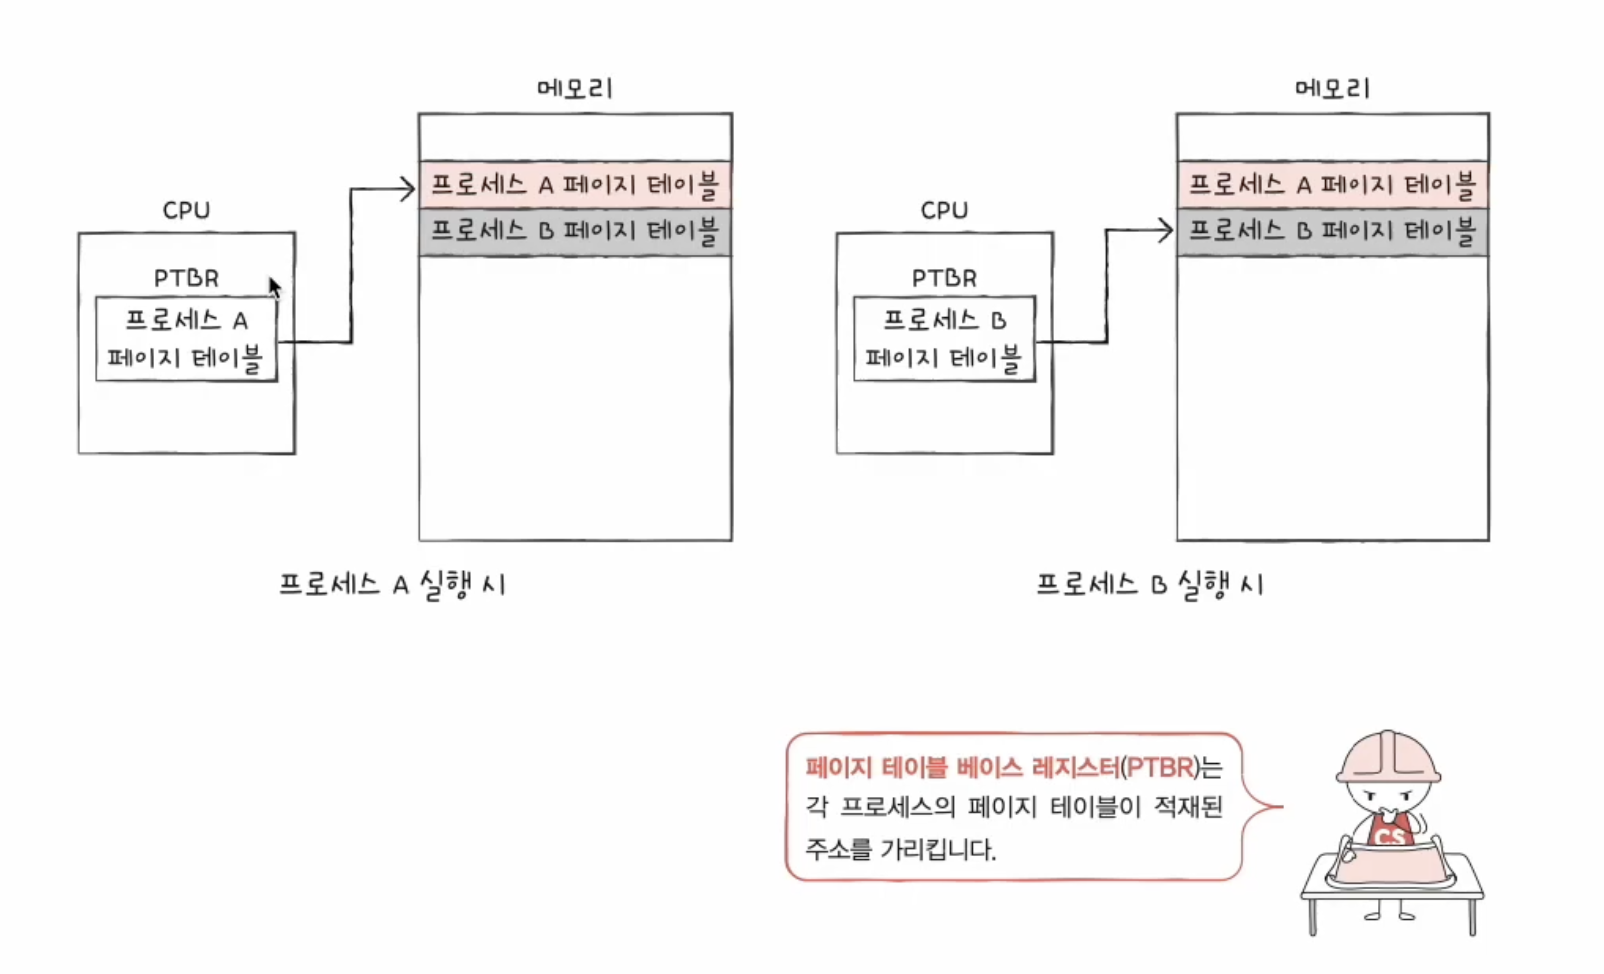 메모리
프로세스 A 페이지 테이블
프로세스 B 페이지 테이블
CPU
PTBR
프로세스 A
페이지 테이블
프로세스 A 실행 시
메모리
프로세스 A 페이지 테이블
프로세스 B 페이지 테이블
CPU
PTBR
프로세스 B
페이지 테이블
프로세스 B 실행 시
페이지 테이블 베이스 레지스터(PTBR)는
각 프로세스의 페이지 테이블이 적재된
주소를 가리킵니다.
CS